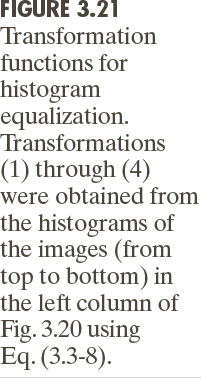 FIGURE 3.21
Transformation
functions for
histogram
equalization.
Transformations
(1) through (4)
were obtained from
the histograms of
the images (from
top to bottom) in
the left column of
Fig. 3.20 using
Eq. (3.3-8).